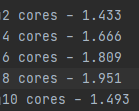 2 cores – 1.433
4 cores – 1.666
6 cores – 1.809
8 cores – 1.951
10 cores – 1.493